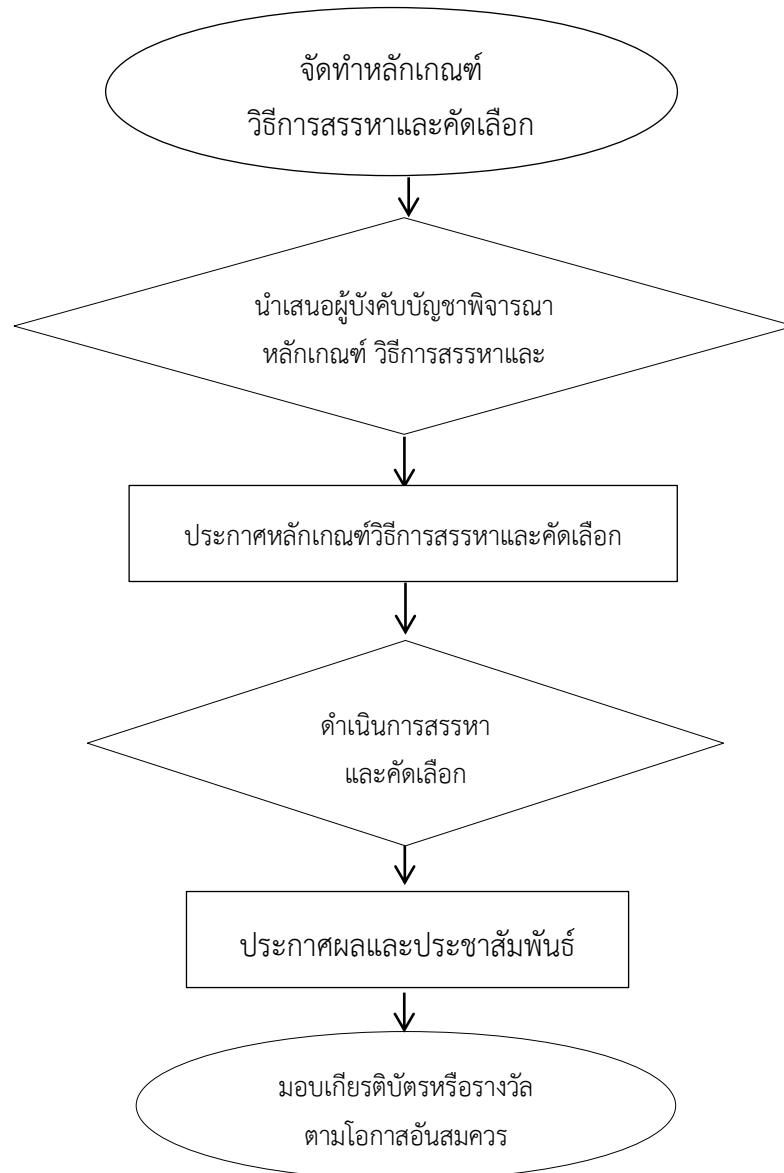 จัดทำหลักเกณฑ์
วิธีการสรรหาและคัดเลือก
นำเสนอผู้บังคับบัญชาพิจารณา
หลักเกณฑ์ วิธีการสรรหาและ
ประกาศหลักเกณฑ์วิธีการสรรหาและคัดเลือก
ดำเนินการสรรหา
และคัดเลือก
ประกาศผลและประชาสัมพันธ์
มอบเกียรติบัตรหรือรางวัล
ตามโอกาสอันสมควร